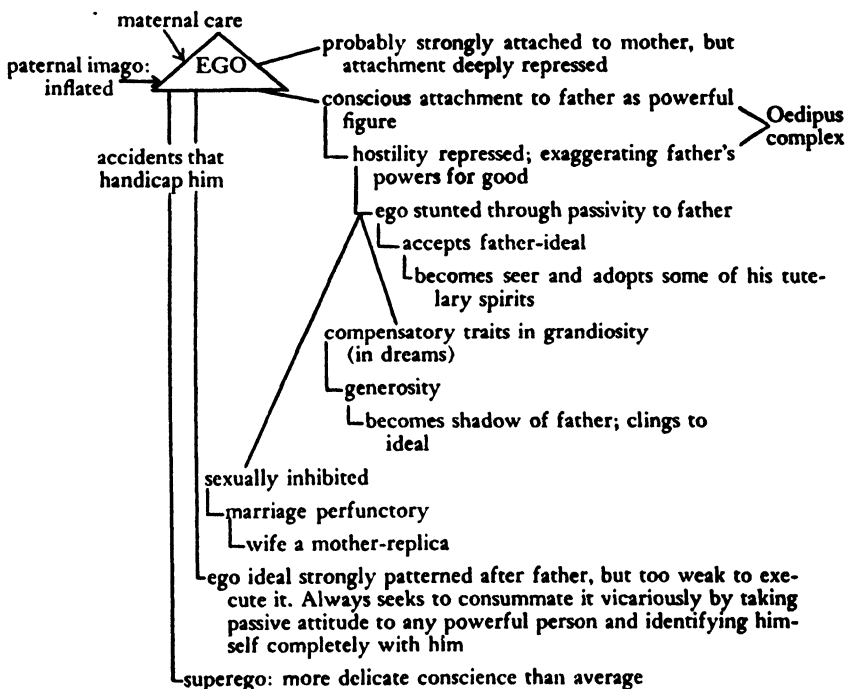 maternal care
EGO
paternal imago:
inflated
probably strongly attached to mother, but
attachment deeply repressed
conscious attachment to father as powerful
figure
Oedipus
complex
hostility repressed; exaggerating father's
powers for good
accidents that
handicap him
ego stunted through passivity to father
accepts father-ideal
becomes seer and adopts some of his tute-
lary spirits
compensatory traits in grandiosity
(in dreams)
generosity
becomes shadow of father; clings to
ideal
sexually inhibited
marriage perfunctory
wife a mother-replica
ego ideal strongly patterned after father, but too weak to exe-
cute it. Always seeks to consummate it vicariously by taking
passive attitude to any powerful person and identifying him-
self completely with him
superego: more delicate conscience than average